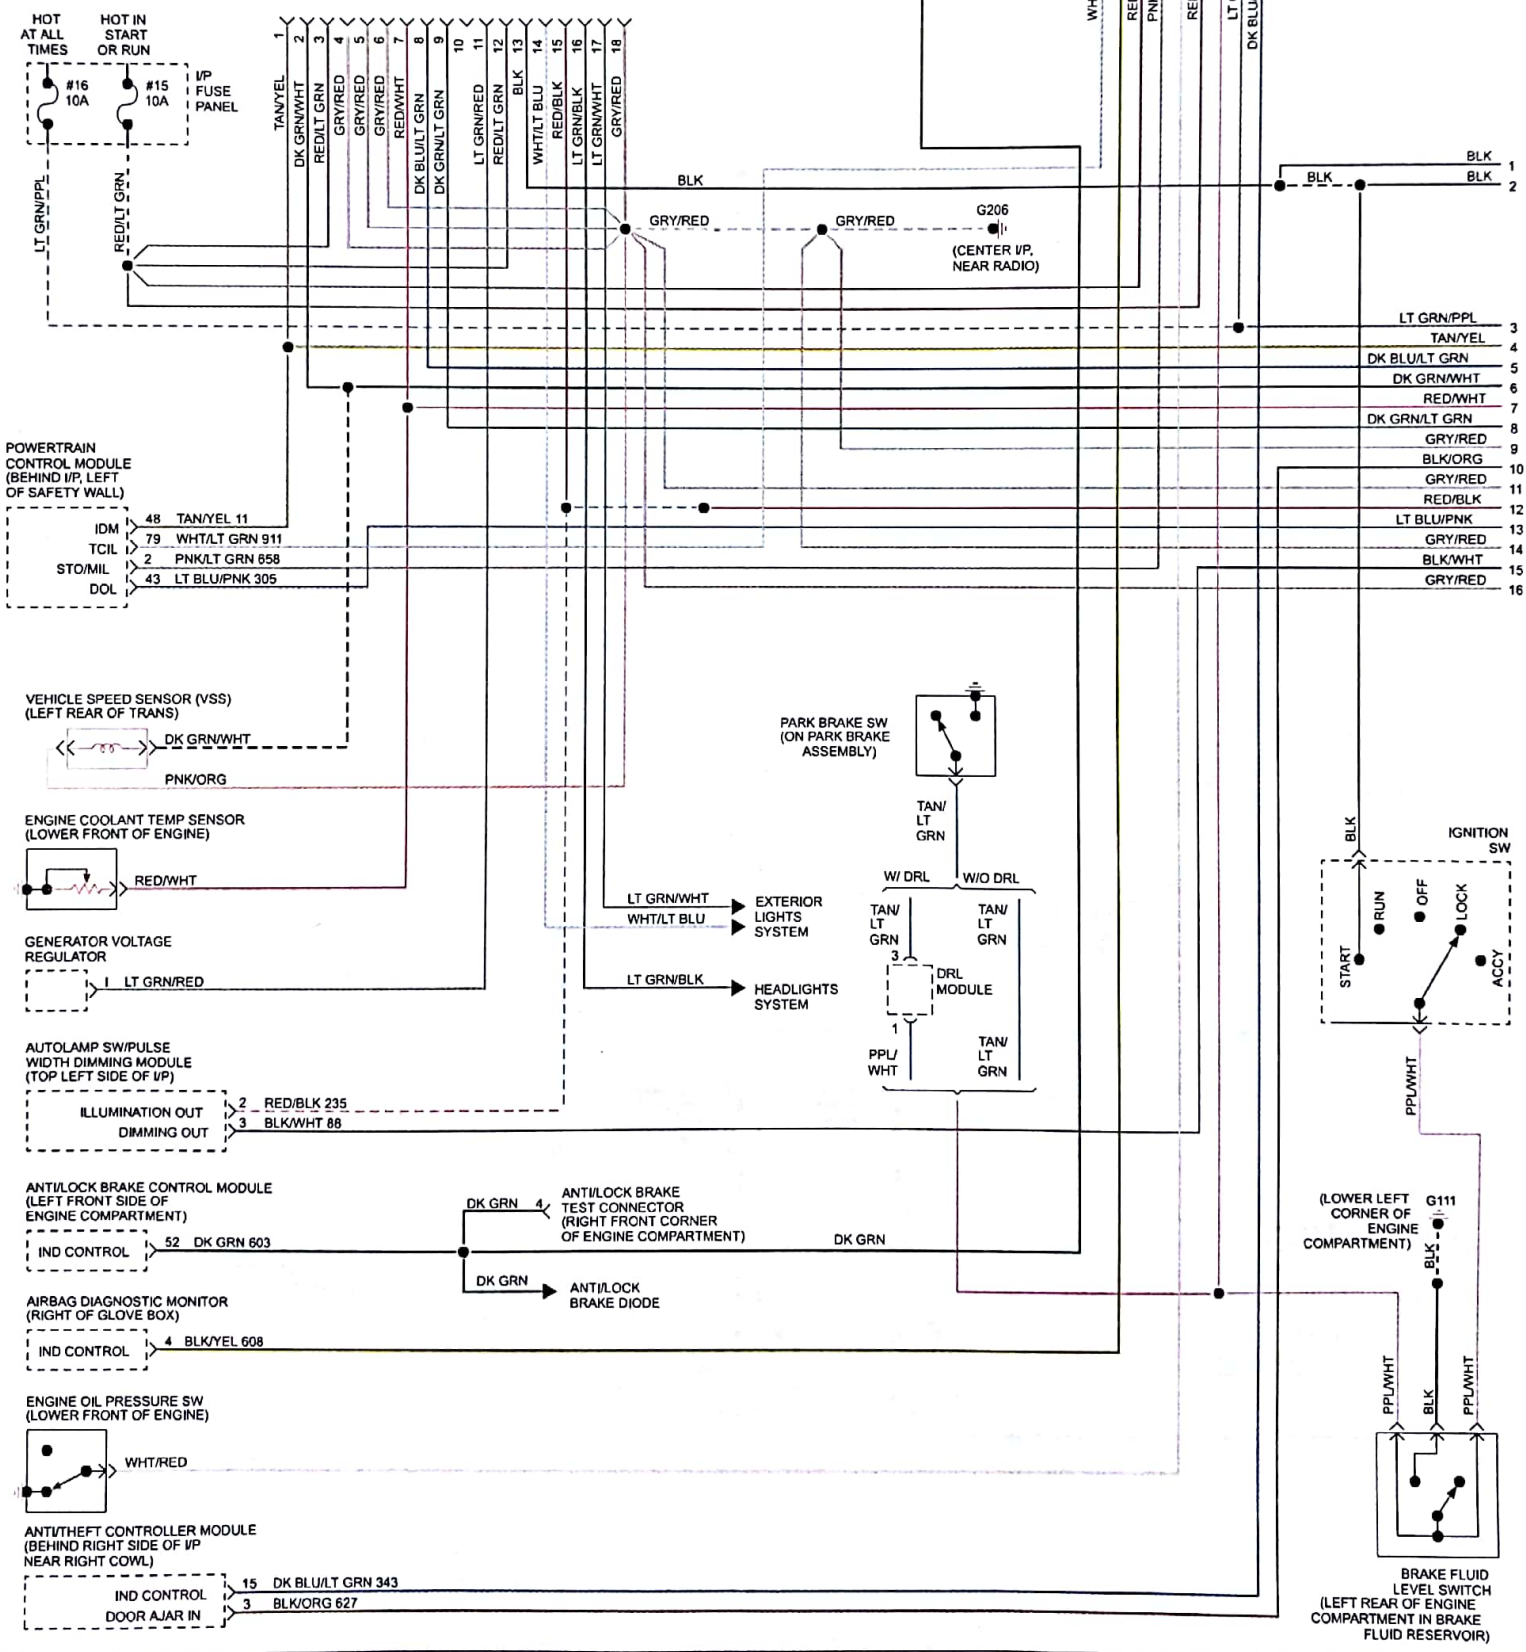 HOT
AT ALL
TIMES
HOT IN
START
OR RUN
#16
10A
#15
10A
I/P
FUSE
PANEL
LT GRN/PPL
RED/LT GRN
1
2
3
4
5
6
7
8
9
10
11
12
13
14
15
16
17
18
TAN/YEL
DK GRN/WHT
RED/LT GRN
GRY/RED
GRY/RED
GRY/RED
RED/WHT
DK BLU/LT GRN
DK GRN/LT GRN
LT GRN/RED
RED/LT GRN
BLK
WHT/LT BLU
RED/BLK
LT GRN/BLK
LT GRN/WHT
GRY/RED
WH
RE
PN
RE
LT
DK BLU
BLK
BLK
GRY/RED
GRY/RED
G206
(CENTER I/P,
NEAR RADIO)
BLK 1
BLK 2
LT GRN/PPL 3
TAN/YEL 4
DK BLU/LT GRN 5
DK GRN/WHT 6
RED/WHT 7
DK GRN/LT GRN 8
GRY/RED 9
BLK/ORG 10
GRY/RED 11
RED/BLK 12
LT BLU/PNK 13
GRY/RED 14
BLK/WHT 15
GRY/RED 16
POWERTRAIN
CONTROL MODULE
(BEHIND I/P, LEFT
OF SAFETY WALL)
IDM 48 TAN/YEL 11
TCIL 79 WHT/LT GRN 911
STO/MIL 2 PNK/LT GRN 658
DOL 43 LT BLU/PNK 305
VEHICLE SPEED SENSOR (VSS)
(LEFT REAR OF TRANS)
DK GRN/WHT
PNK/ORG
ENGINE COOLANT TEMP SENSOR
(LOWER FRONT OF ENGINE)
RED/WHT
GENERATOR VOLTAGE
REGULATOR
I LT GRN/RED
AUTOLAMP SW/PULSE
WIDTH DIMMING MODULE
(TOP LEFT SIDE OF I/P)
ILLUMINATION OUT 2 RED/BLK 235
DIMMING OUT 3 BLK/WHT 88
LT GRN/WHT
WHT/LT BLU
EXTERIOR
LIGHTS
SYSTEM
LT GRN/BLK
HEADLIGHTS
SYSTEM
PARK BRAKE SW
(ON PARK BRAKE
ASSEMBLY)
TAN/
LT
GRN
W/ DRL
W/O DRL
TAN/
LT
GRN
TAN/
LT
GRN
3
DRL
MODULE
1
PPL/
WHT
TAN/
LT
GRN
BLK
IGNITION
SW
START
RUN
OFF
LOCK
ACCY
PPL/WHT
ANTI/LOCK BRAKE CONTROL MODULE
(LEFT FRONT SIDE OF
ENGINE COMPARTMENT)
IND CONTROL 52 DK GRN 603
DK GRN 4
ANTI/LOCK BRAKE
TEST CONNECTOR
(RIGHT FRONT CORNER
OF ENGINE COMPARTMENT)
DK GRN
DK GRN
ANTI/LOCK
BRAKE DIODE
(LOWER LEFT
CORNER OF
ENGINE
COMPARTMENT)
G111
BLK
AIRBAG DIAGNOSTIC MONITOR
(RIGHT OF GLOVE BOX)
IND CONTROL 4 BLK/YEL 608
ENGINE OIL PRESSURE SW
(LOWER FRONT OF ENGINE)
WHT/RED
PPL/WHT
BLK
PPL/WHT
ANTI/THEFT CONTROLLER MODULE
(BEHIND RIGHT SIDE OF I/P
NEAR RIGHT COWL)
IND CONTROL 15 DK BLU/LT GRN 343
DOOR AJAR IN 3 BLK/ORG 627
BRAKE FLUID
LEVEL SWITCH
(LEFT REAR OF ENGINE
COMPARTMENT IN BRAKE
FLUID RESERVOIR)